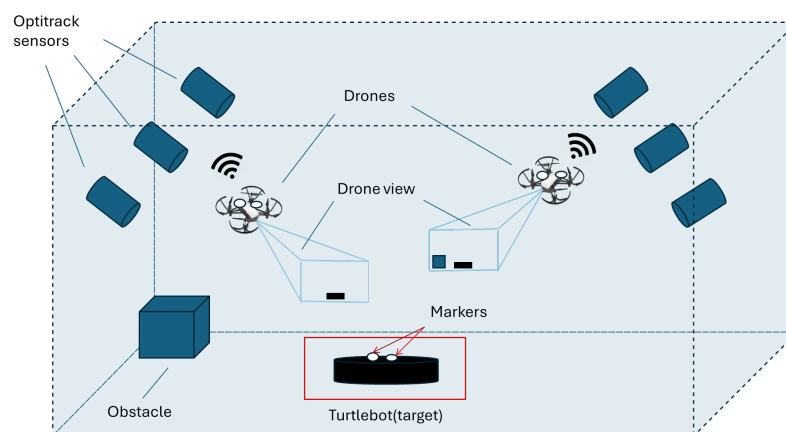 Optitrack
sensors
Drones
Drone view
Markers
Obstacle
Turtlebot(target)